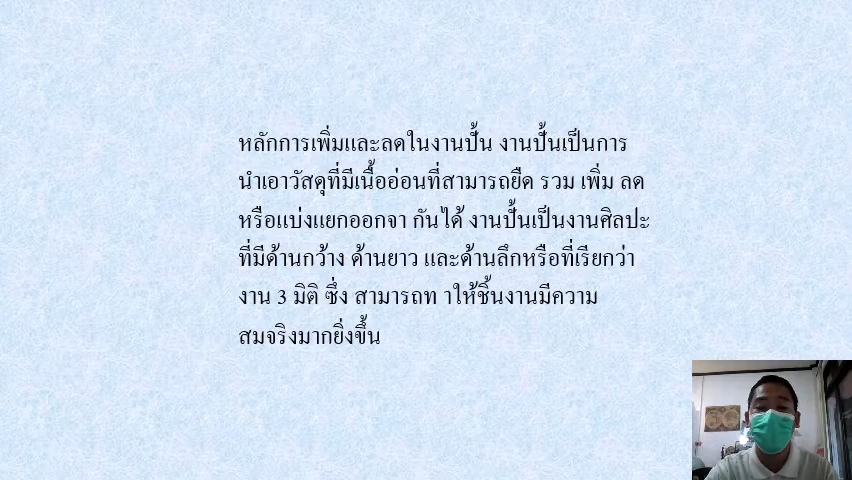 หลักการเพิ่มและลดในงานปั้น งานปั้นเป็นการ
นำเอาวัสดุที่มีเนื้ออ่อนที่สามารถยืด รวม เพิ่ม ลด
หรือแบ่งแยกออกจา กันได้ งานปั้นเป็นงานศิลปะ
ที่มีด้านกว้าง ด้านยาว และด้านลึกหรือที่เรียกว่า
งาน 3 มิติ ซึ่ง สามารถท าให้ชิ้นงานมีความ
สมจริงมากยิ่งขึ้น